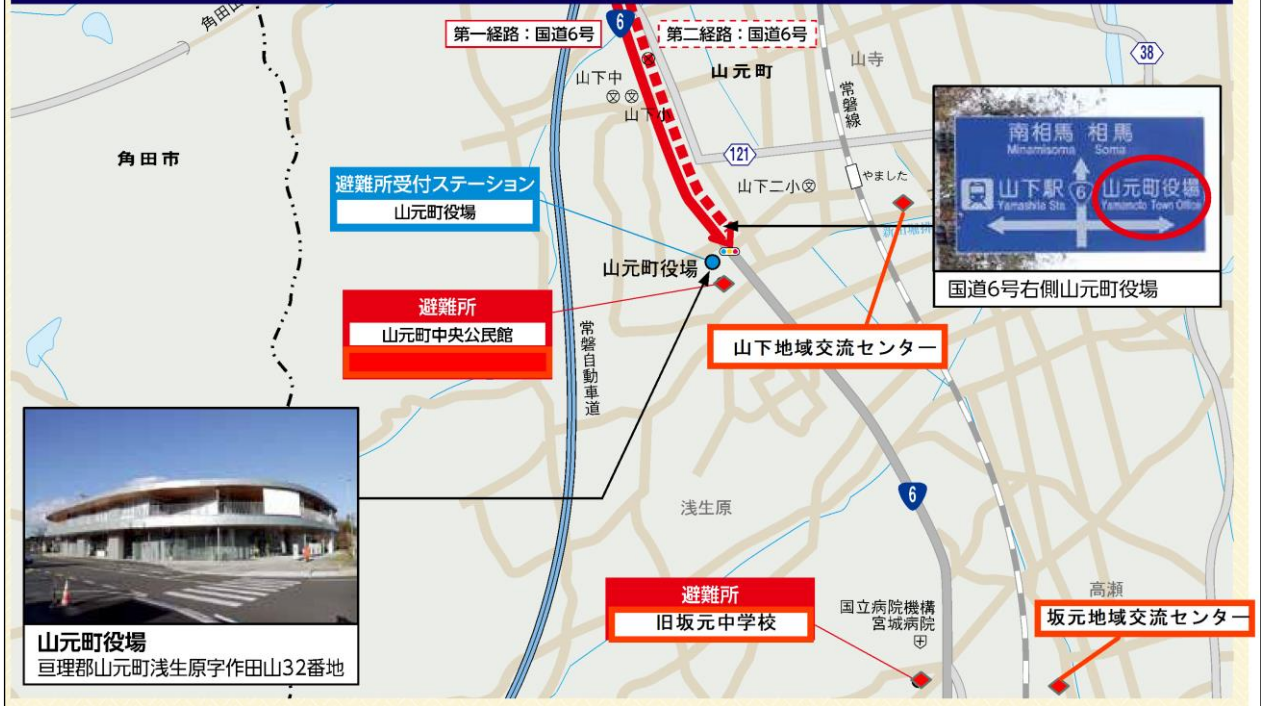 角田山
6
第一経路：国道6号
第二経路：国道6号
山元町
山寺
38
山下中
文 文
山下小
常磐線
角田市
121
南相馬 相馬
Minamisoma Soma
山下駅 6 山元町役場
Yamashita Sta. Yamamoto Town Office
国道6号右側山元町役場
避難所受付ステーション
山元町役場
山下二小文
やました
山元町役場
避難所
山元町中央公民館
常磐自動車道
山下地域交流センター
浅生原
6
山元町役場
亘理郡山元町浅生原字作田山32番地
避難所
旧坂元中学校
国立病院機構
宮城病院
高瀬
坂元地域交流センター